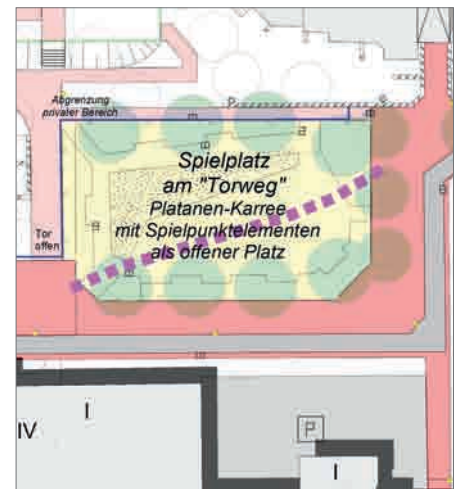 Abgrenzung
privater Bereich
Spielplatz
am "Torweg"
Platanen-Karree
mit Spielpunktelementen
als offener Platz
Tor
offen
I
IV
P
I